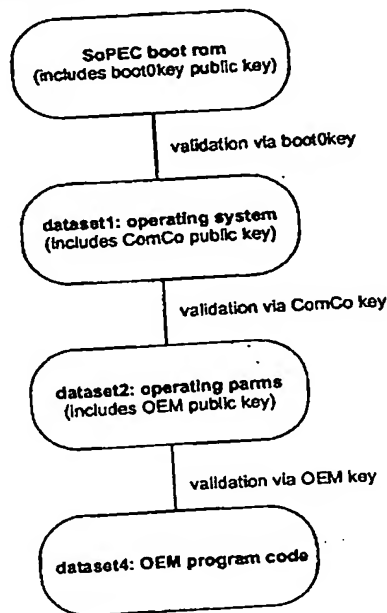 SoPEC boot rom
(includes boot0key public key)
validation via boot0key
dataset1: operating system
(includes ComCo public key)
validation via ComCo key
dataset2: operating parms
(includes OEM public key)
validation via OEM key
dataset4: OEM program code